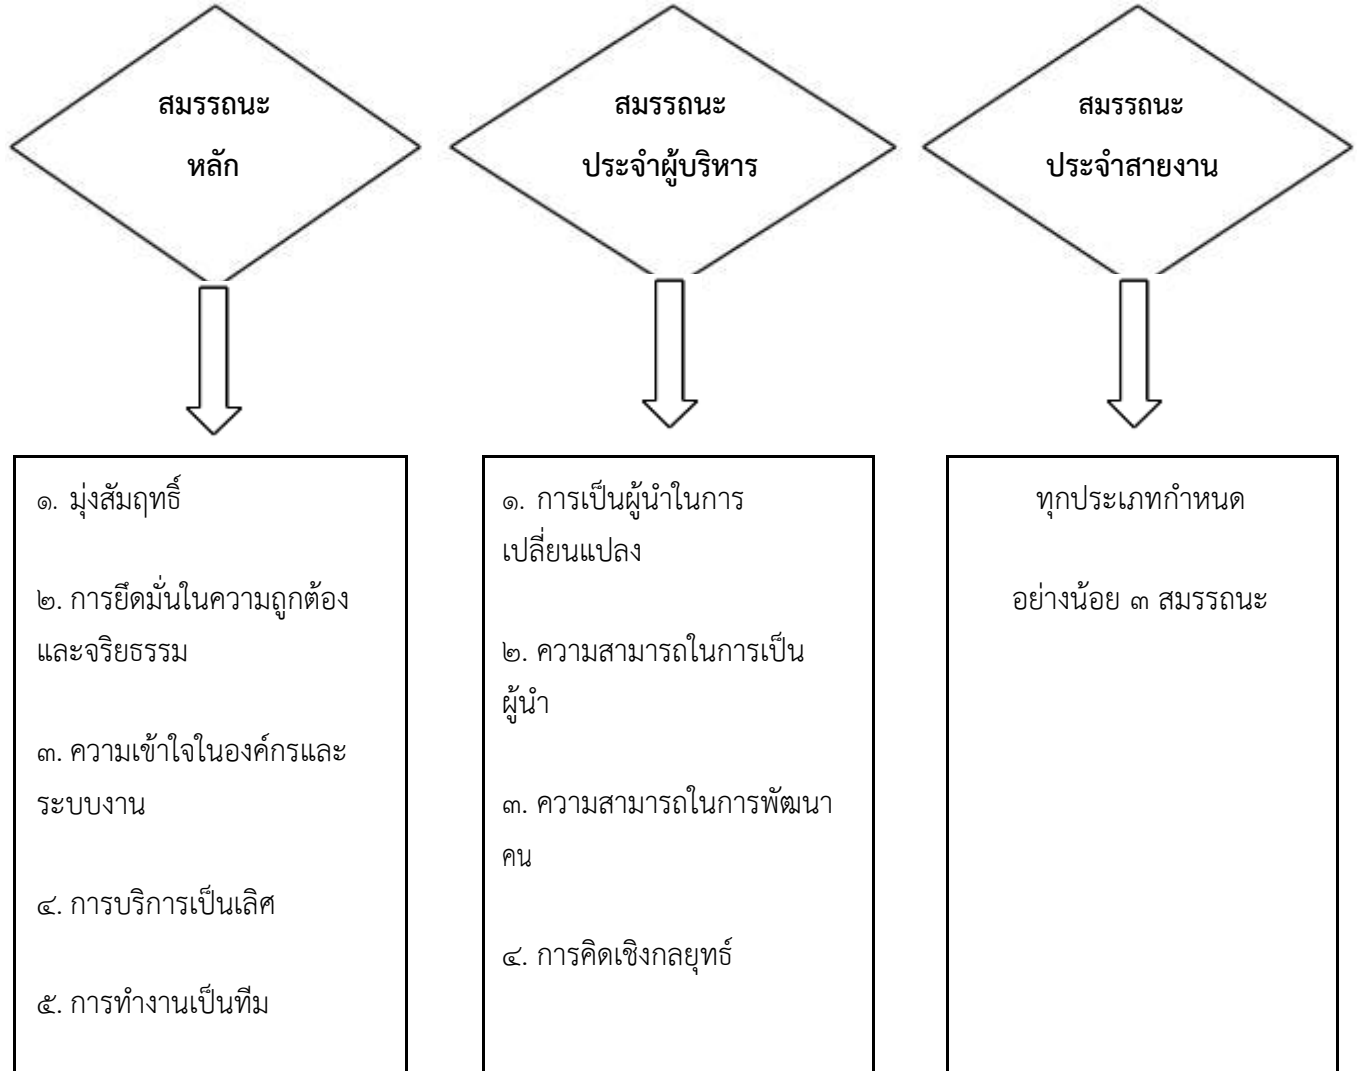 สมรรถนะ
หลัก
สมรรถนะ
ประจำผู้บริหาร
สมรรถนะ
ประจำสายงาน
๑. มุ่งสัมฤทธิ์
๒. การยึดมั่นในความถูกต้อง
และจริยธรรม
๓. ความเข้าใจในองค์กรและ
ระบบงาน
๔. การบริการเป็นเลิศ
๕. การทำงานเป็นทีม
๑. การเป็นผู้นำในการ
เปลี่ยนแปลง
๒. ความสามารถในการเป็น
ผู้นำ
๓. ความสามารถในการพัฒนา
คน
๔. การคิดเชิงกลยุทธ์
ทุกประเภทกำหนด
อย่างน้อย ๓ สมรรถนะ